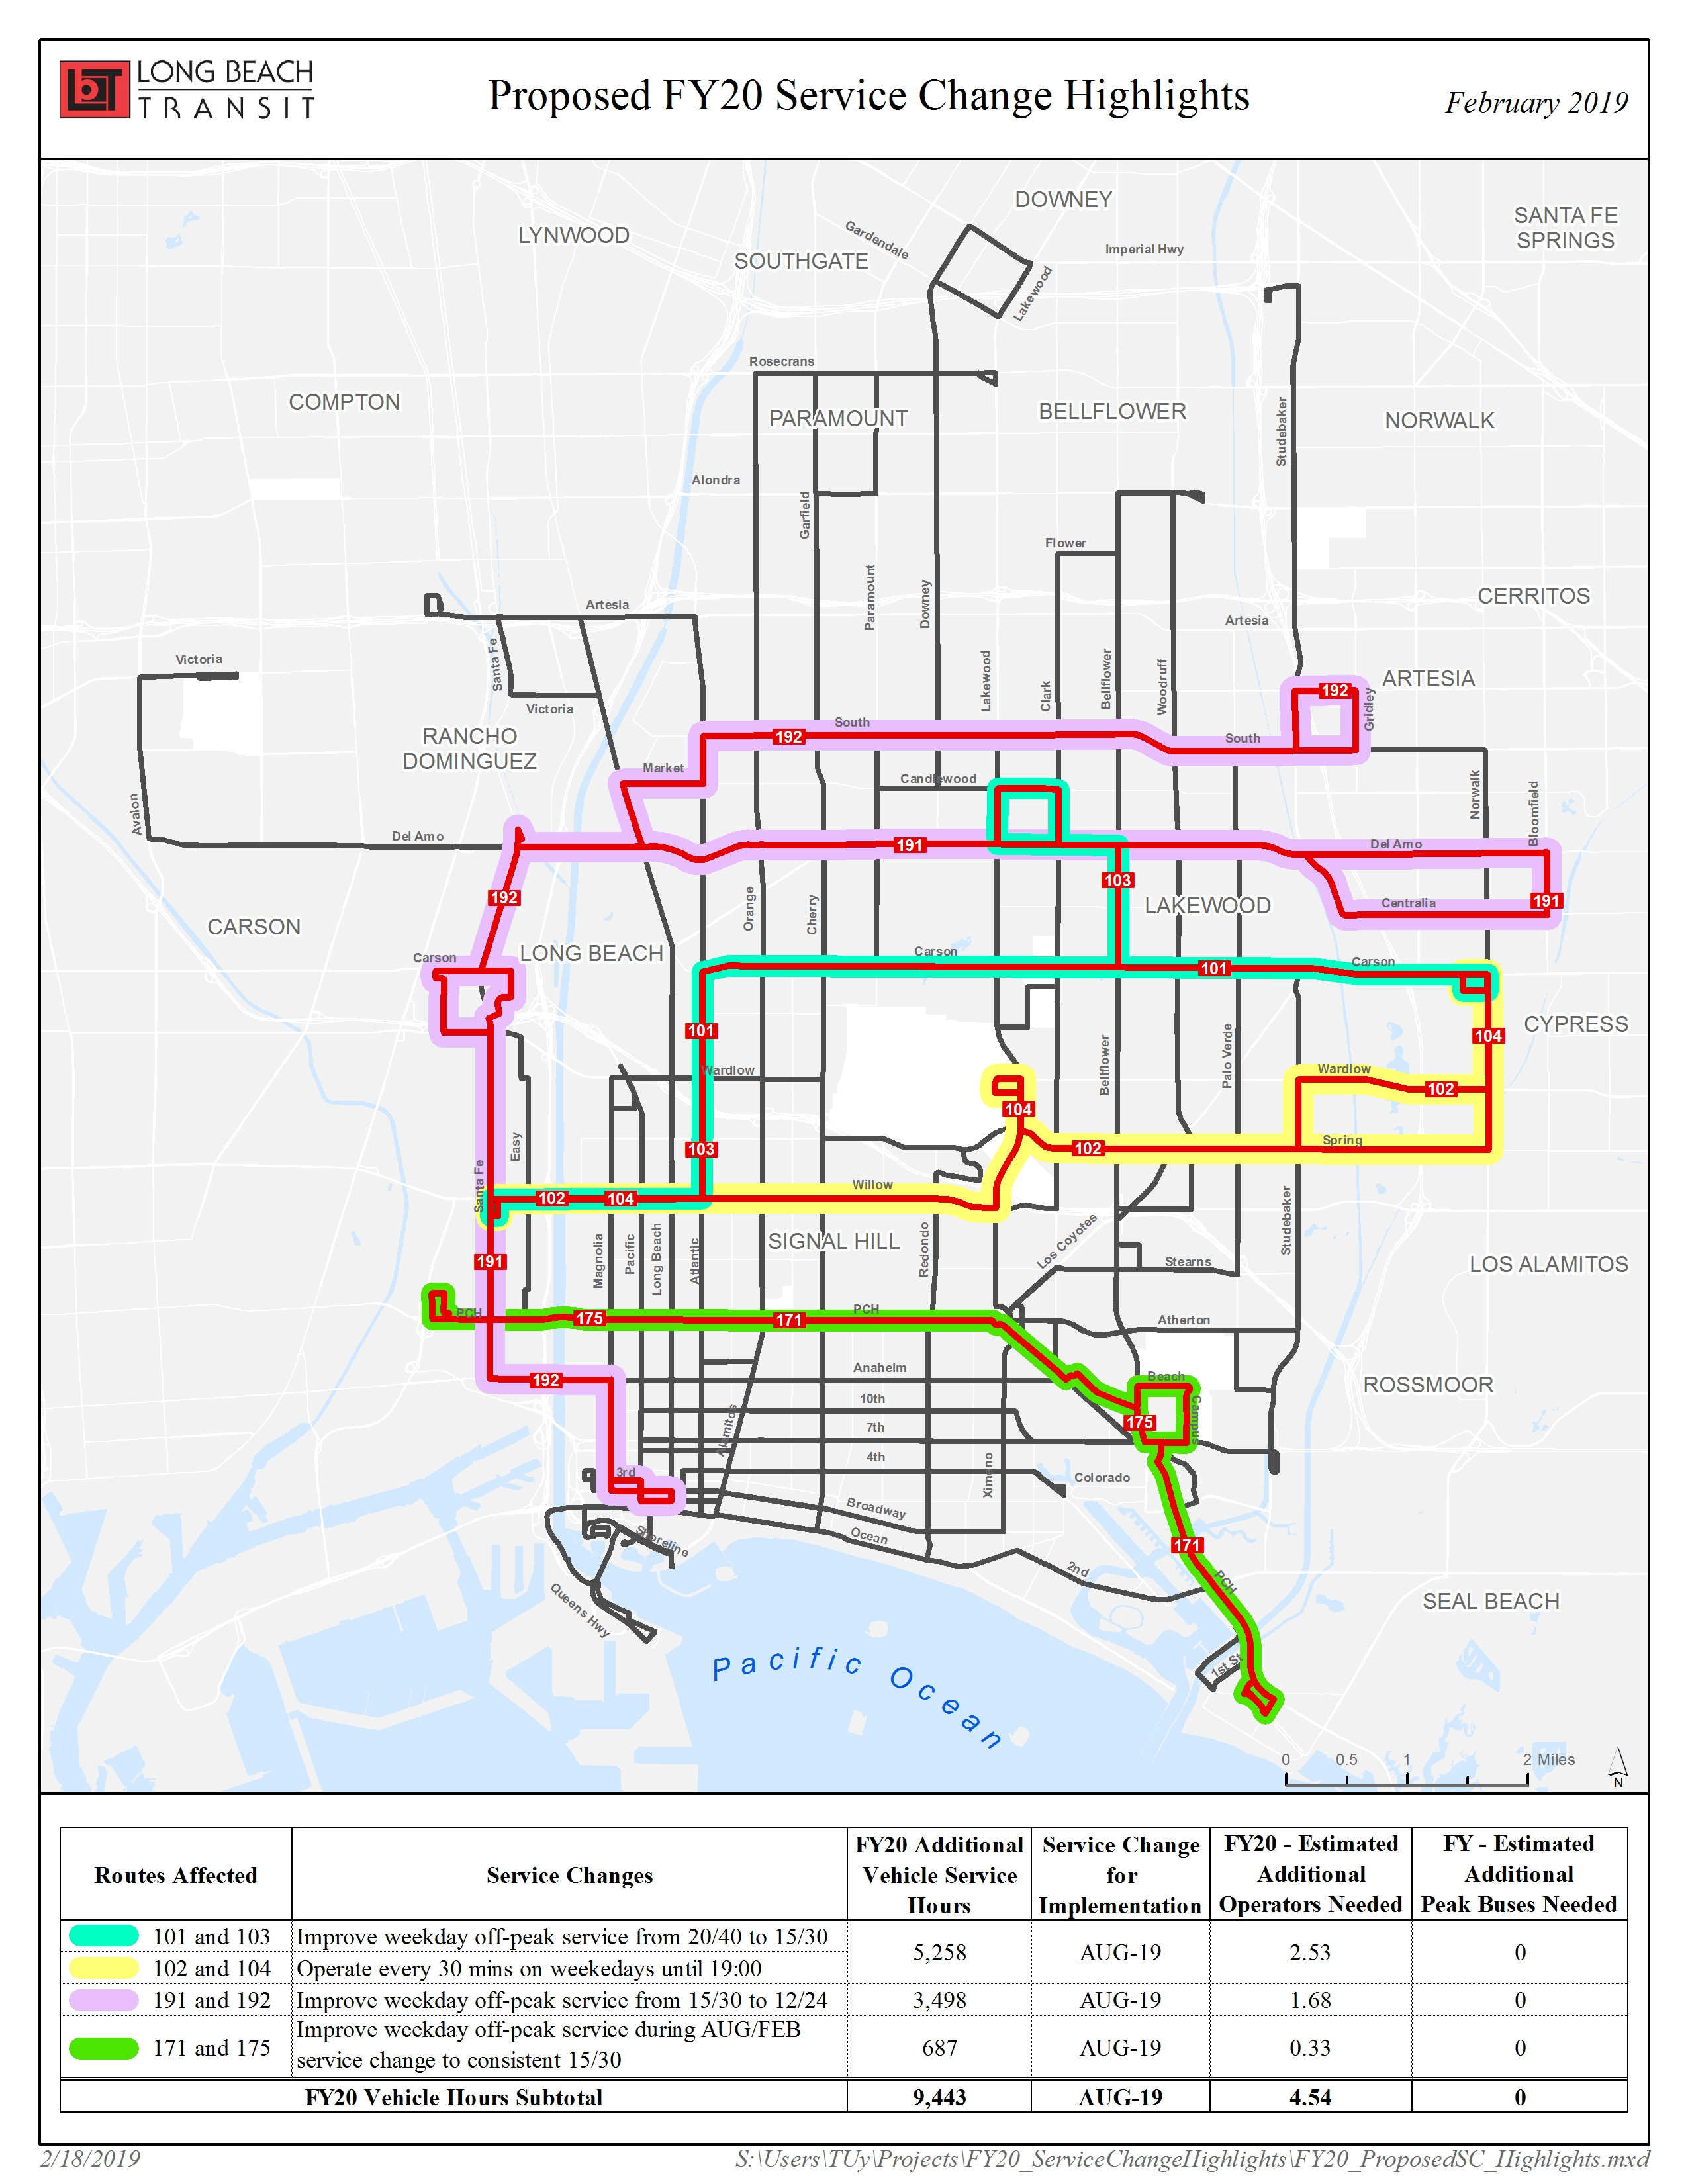 LONG BEACH
TRANSIT
Proposed FY20 Service Change Highlights
February 2019
DOWNEY
SANTA FE
SPRINGS
LYNWOOD
Gardendale
Imperial Hwy
SOUTHGATE
Lakewood
Rosecrans
COMPTON
PARAMOUNT
BELLFLOWER
NORWALK
Studebaker
Alondra
Garfield
Flower
Paramount
Downey
CERRITOS
Artesia
Artesia
Santa Fe
Victoria
Lakewood
Clark
Bellflower
Woodruff
ARTESIA
192
Gridley
Victoria
RANCHO
DOMINGUEZ
South
192
South
Market
Candlewood
Norwalk
Bloomfield
Avalon
Del Amo
191
Del Amo
103
192
Orange
Cherry
LAKEWOOD
Centralia
191
CARSON
LONG BEACH
Carson
Carson
Carson
101
CYPRESS
101
104
Bellflower
Palo Verde
Wardlow
Wardlow
102
104
Easy
103
102
Spring
Santa Fe
102
104
Willow
SIGNAL HILL
191
Magnolia
Pacific
Long Beach
Atlantic
Redondo
Los Coyotes
Studebaker
Stearns
LOS ALAMITOS
PCH
175
171
PCH
Atherton
Anaheim
192
Beach
ROSSMOOR
10th
175
Campus
7th
Alamitos
4th
3rd
Ximeno
Colorado
Broadway
Ocean
Shoreline
171
2nd
PCH
Queens Hwy
SEAL BEACH
1st St
Pacific Ocean
0 0.5 1 2 Miles
N
Routes Affected
Service Changes
FY20 Additional
Vehicle Service
Hours
Service Change
for
Implementation
FY20 - Estimated
Additional
Operators Needed
FY - Estimated
Additional
Peak Buses Needed
101 and 103 Improve weekday off-peak service from 20/40 to 15/30
102 and 104 Operate every 30 mins on weekedays until 19:00
5,258 AUG-19 2.53 0
191 and 192 Improve weekday off-peak service from 15/30 to 12/24 3,498 AUG-19 1.68 0
171 and 175 Improve weekday off-peak service during AUG/FEB
service change to consistent 15/30
687 AUG-19 0.33 0
FY20 Vehicle Hours Subtotal 9,443 AUG-19 4.54 0
2/18/2019
S:\Users\TUy\Projects\FY20_ServiceChangeHighlights\FY20_ProposedSC_Highlights.mxd